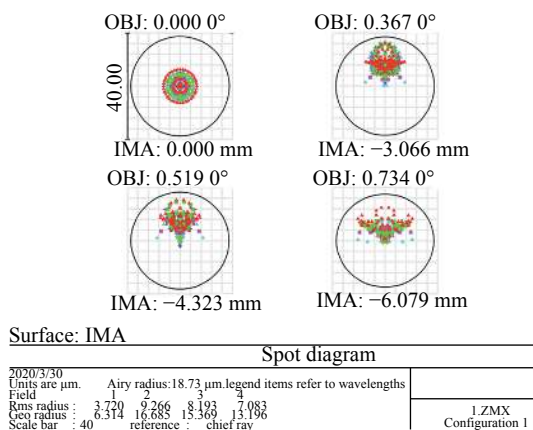 OBJ: 0.000 0° OBJ: 0.367 0°
40.00
IMA: 0.000 mm IMA: −3.066 mm
OBJ: 0.519 0° OBJ: 0.734 0°
IMA: −4.323 mm IMA: −6.079 mm
Surface: IMA
Spot diagram
2020/3/30
Units are μm. Airy radius:18.73 μm.legend items refer to wavelengths
Field 1 2 3 4
Rms radius : 3.720 9.266 8.193 7.083
Geo radius : 6.314 16.685 15.369 13.196
Scale bar : 40 reference : chief ray
1.ZMX
Configuration 1